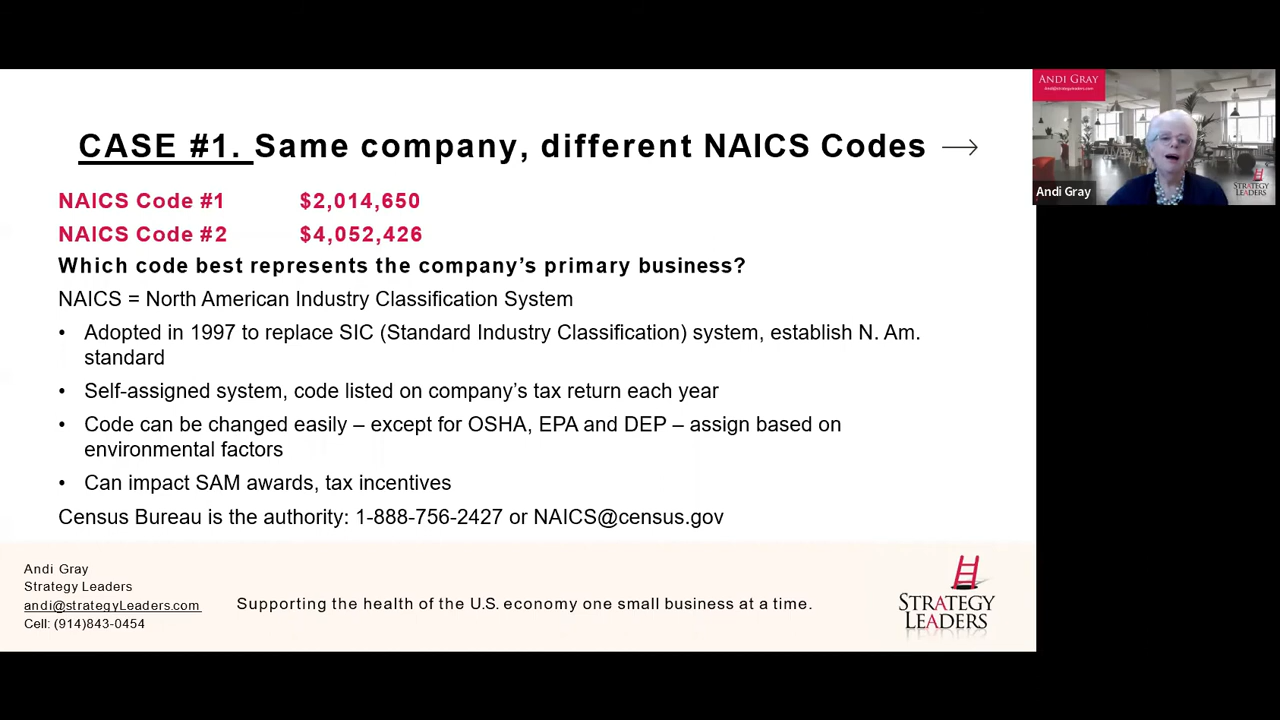 CASE #1. Same company, different NAICS Codes
NAICS Code #1 $2,014,650
NAICS Code #2 $4,052,426
Which code best represents the company’s primary business?
NAICS = North American Industry Classification System
• Adopted in 1997 to replace SIC (Standard Industry Classification) system, establish N. Am.
standard
• Self-assigned system, code listed on company’s tax return each year
• Code can be changed easily – except for OSHA, EPA and DEP – assign based on
environmental factors
• Can impact SAM awards, tax incentives
Census Bureau is the authority: 1-888-756-2427 or NAICS@census.gov
Andi Gray
Strategy Leaders
andi@strategyLeaders.com
Cell: (914)843-0454
Supporting the health of the U.S. economy one small business at a time.
STRATEGY
LEADERS
ANDI GRAY
Andi@strategyleaders.com
Andi Gray
STRATEGY
LEADERS